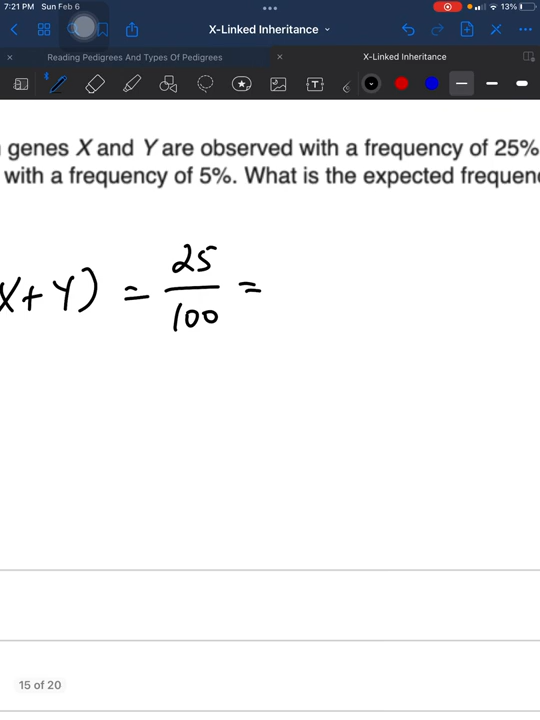 7:21 PM Sun Feb 6
13%
X-Linked Inheritance
Reading Pedigrees And Types Of Pedigrees
X-Linked Inheritance
T
genes X and Y are observed with a frequency of 25%
with a frequency of 5%. What is the expected
X + Y) = 25/100 =
15 of 20